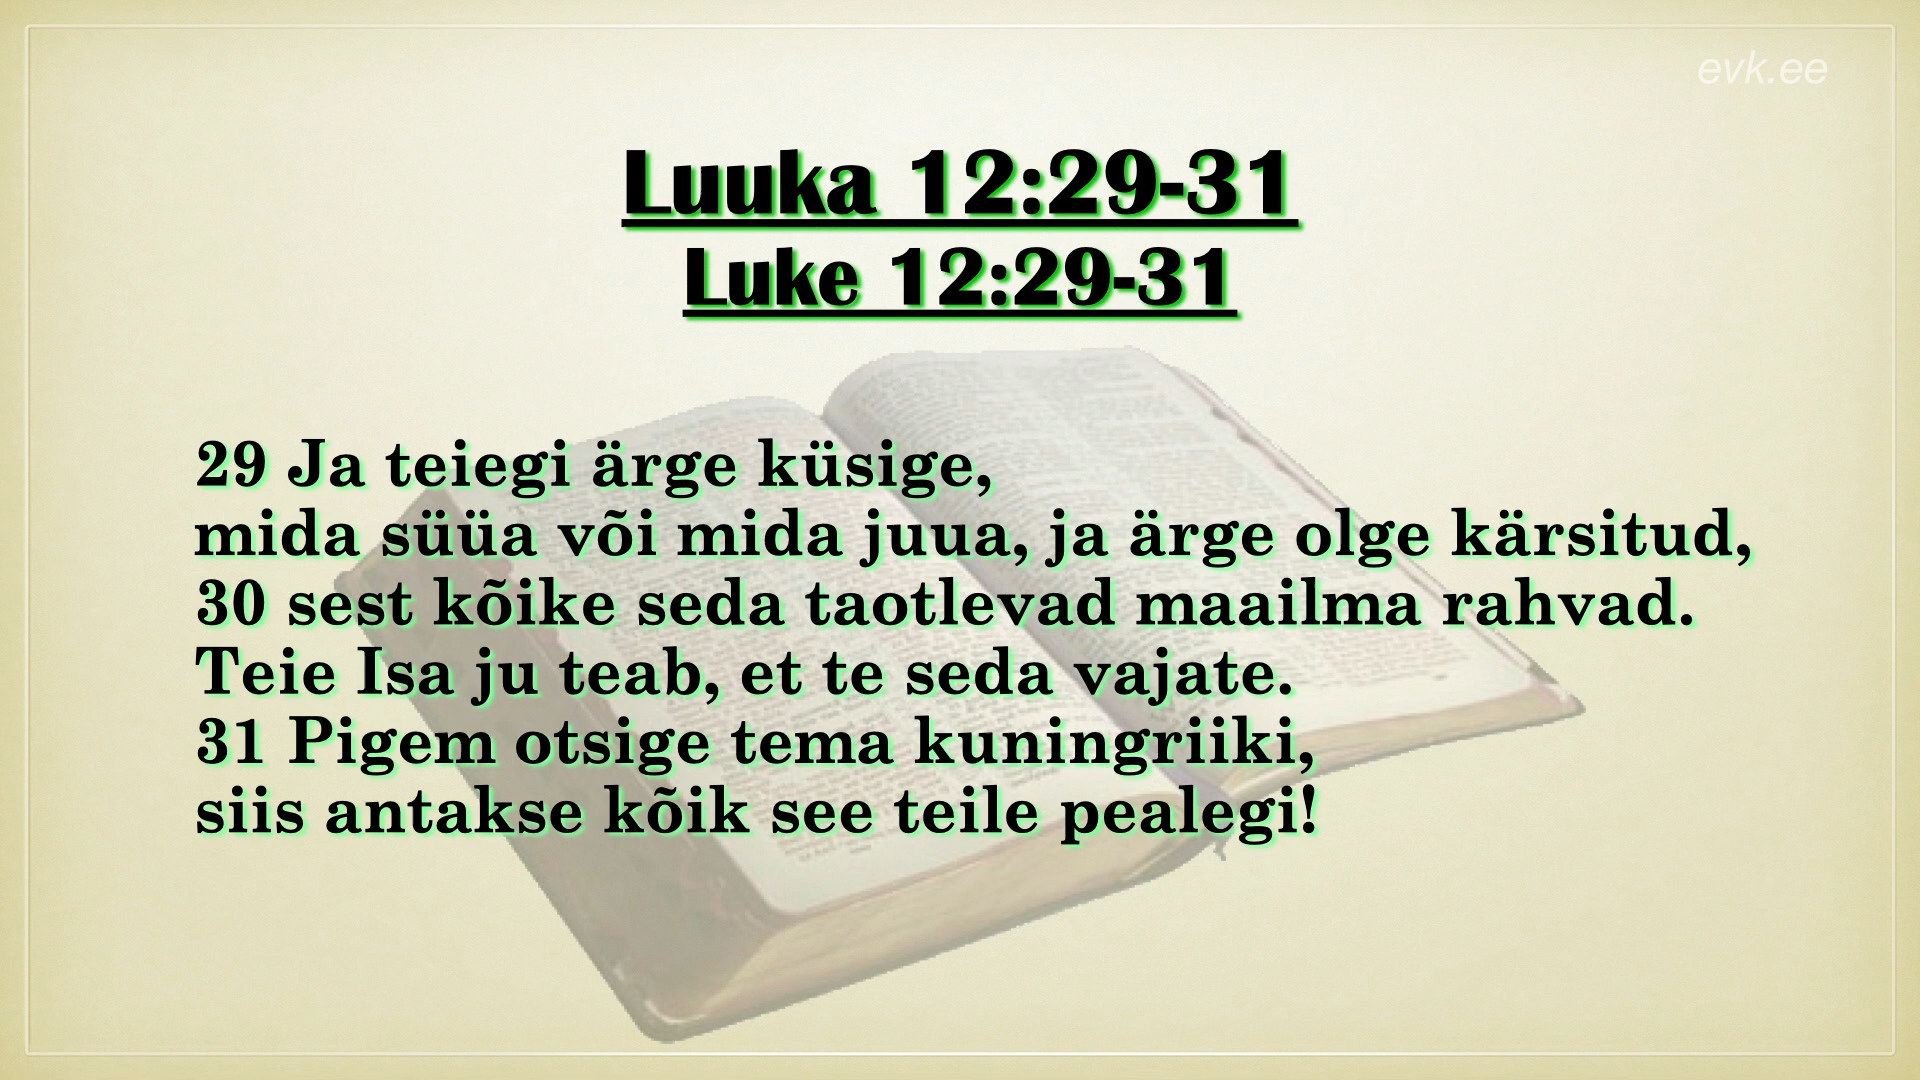 evk.ee
Luuka 12:29-31
Luke 12:29-31
29 Ja teiegi ärge küsige,
mida süüa või mida juua, ja ärge olge kärsitud,
30 sest kõike seda taotlevad maailma rahvad.
Teie Isa ju teab, et te seda vajate.
31 Pigem otsige tema kuningriiki,
siis antakse kõik see teile pealegi!